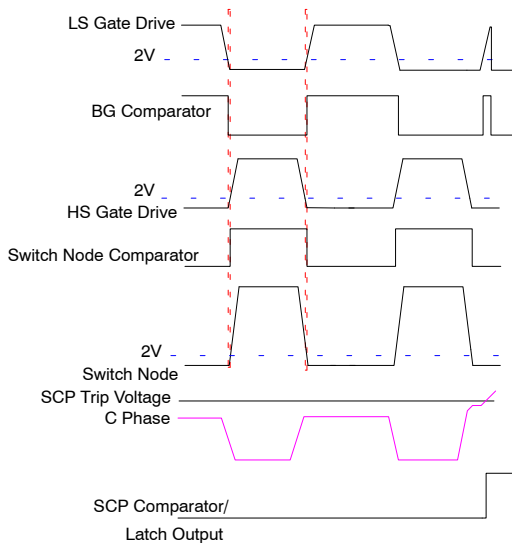 LS Gate Drive
2V
BG Comparator
2V
HS Gate Drive
Switch Node Comparator
2V
Switch Node
SCP Trip Voltage
C Phase
SCP Comparator/
Latch Output